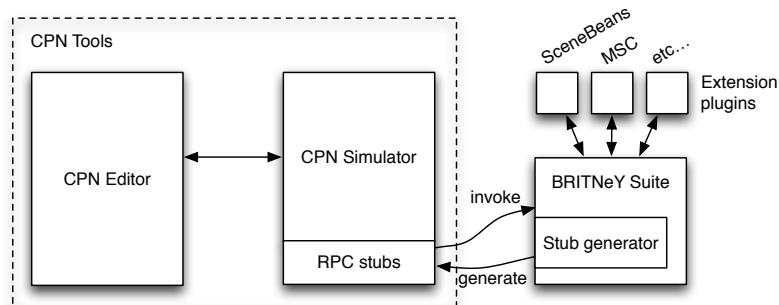 CPN Tools
CPN Editor
CPN Simulator
RPC stubs
invoke
generate
SceneBeans
MSC
etc...
Extension
plugins
BRITNeY Suite
Stub generator